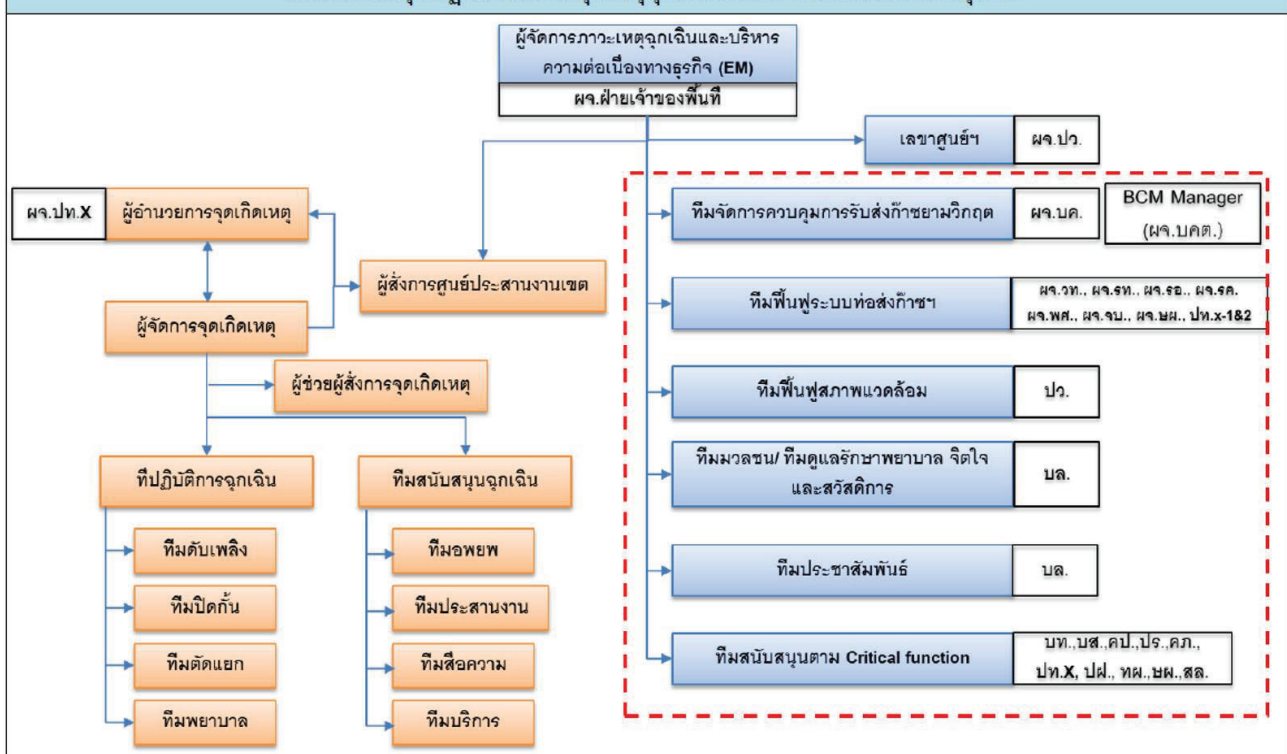 ผู้จัดการภาวะเหตุฉุกเฉินและบริหาร
ความต่อเนื่องทางธุรกิจ (EM)
ผจ.ฝ่ายเจ้าของพื้นที่
เลขาศูนย์ฯ
ผจ.ปว.
ผจ.ปท.X
ผู้อำนวยการจุดเกิดเหตุ
ทีมจัดการควบคุมการรับส่งก๊าซยามวิกฤต
ผจ.บค.
BCM Manager
(ผจ.บคต.)
ผู้สั่งการศูนย์ประสานงานเขต
ผู้จัดการจุดเกิดเหตุ
ทีมฟื้นฟูระบบท่อส่งก๊าซฯ
ผจ.วท., ผจ.รท., ผจ.รอ., ผจ.รค.
ผจ.พศ., ผจ.จบ., ผจ.ษผ., ปท.x-1&2
ผู้ช่วยผู้สั่งการจุดเกิดเหตุ
ทีมฟื้นฟูสภาพแวดล้อม
ปว.
ทีมมวลชน/ ทีมดูแลรักษาพยาบาล จิตใจ
และสวัสดิการ
บล.
ที่ปฏิบัติการฉุกเฉิน
ทีมสนับสนุนฉุกเฉิน
ทีมดับเพลิง
ทีมอพยพ
ทีมประชาสัมพันธ์
บล.
ทีมปิดกั้น
ทีมประสานงาน
ทีมตัดแยก
ทีมสื่อความ
ทีมสนับสนุนตาม Critical function
บท.,บส.,คป.,ปร.,คภ.,
ปท.X, ปฝ., ทผ.,ษผ.,สล.
ทีมพยาบาล
ทีมบริการ